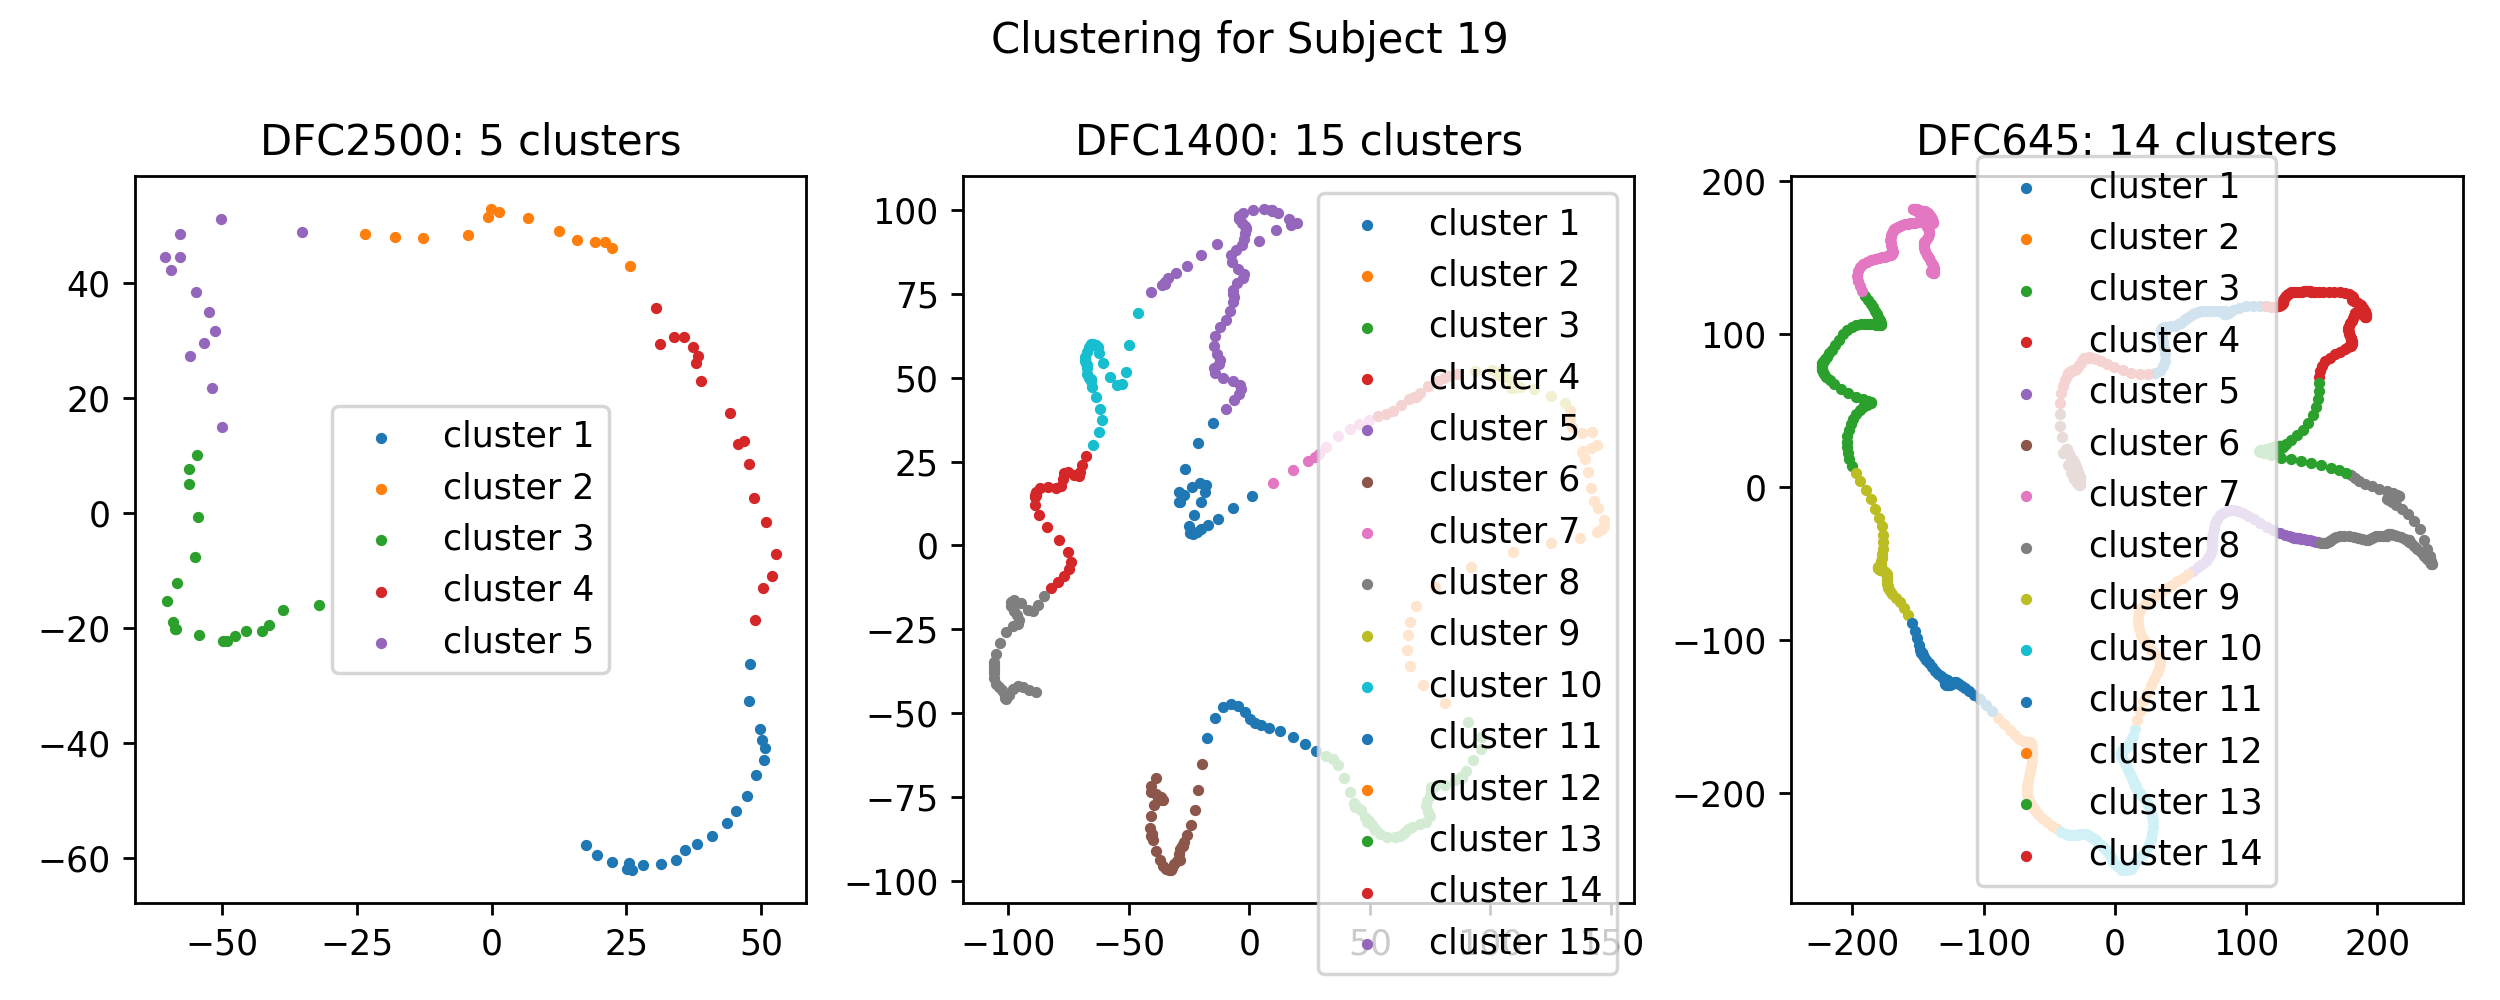 Clustering for Subject 19
DFC2500: 5 clusters
40
20
0
−20
−40
−60
−50
−25
0
25
50
cluster 1
cluster 2
cluster 3
cluster 4
cluster 5
DFC1400: 15 clusters
100
75
50
25
0
−25
−50
−75
−100
−100
−50
0
50
100
150
cluster 1
cluster 2
cluster 3
cluster 4
cluster 5
cluster 6
cluster 7
cluster 8
cluster 9
cluster 10
cluster 11
cluster 12
cluster 13
cluster 14
cluster 15
DFC645: 14 clusters
200
100
0
−100
−200
−200
−100
0
100
200
cluster 1
cluster 2
cluster 3
cluster 4
cluster 5
cluster 6
cluster 7
cluster 8
cluster 9
cluster 10
cluster 11
cluster 12
cluster 13
cluster 14